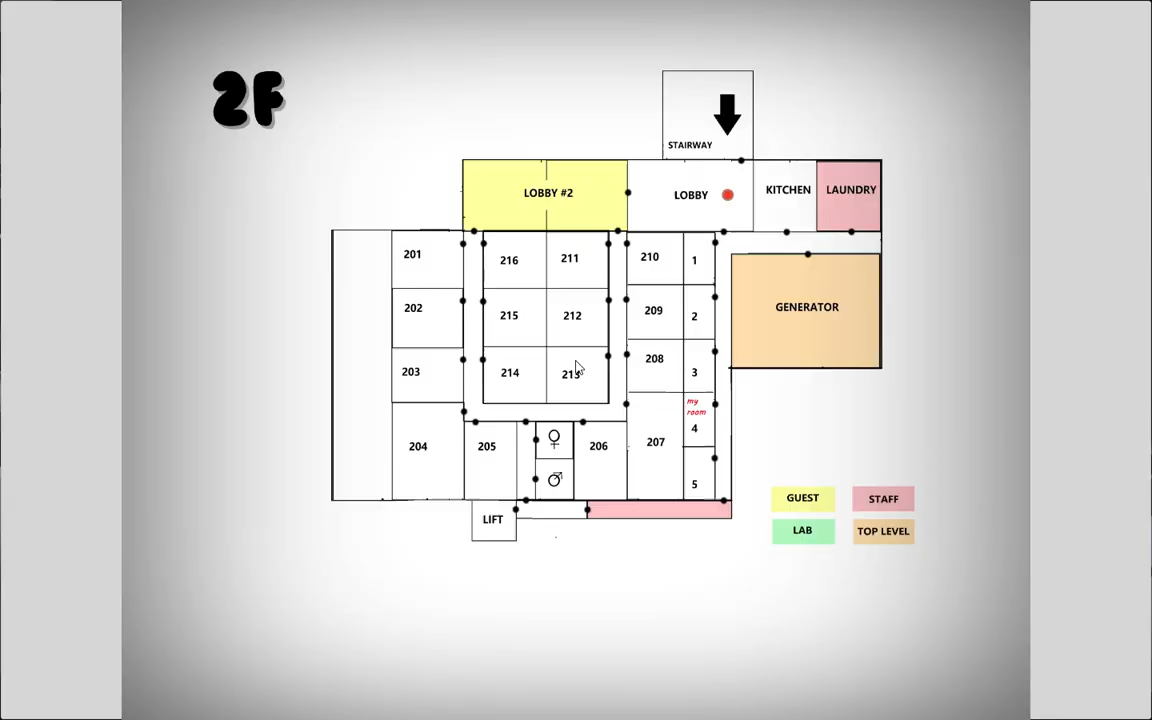 2F
STAIRWAY
LOBBY #2
LOBBY
KITCHEN
LAUNDRY
201
216
211
210
1
202
215
212
209
2
GENERATOR
203
214
213
208
3
my
room
4
204
205
♀
206
207
♂
5
LIFT
GUEST
STAFF
LAB
TOP LEVEL